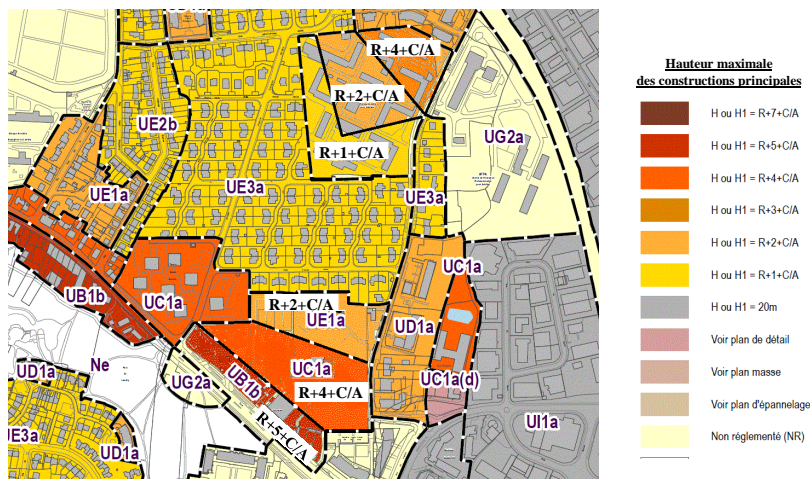 R+4+C/A
R+2+C/A
R+1+C/A
UE2b
UG2a
UE1a
UE3a
UE3a
UC1a
UC1a
UB1b
R+2+C/A
UE1a
UD1a
Ne
UD1a
UG2a
UB1b
UC1a
R+4+C/A
UC1a(d)
R+5+C/A
UE3a
UD1a
UI1a
Hauteur maximale
des constructions principales
H ou H1 = R+7+C/A
H ou H1 = R+5+C/A
H ou H1 = R+4+C/A
H ou H1 = R+3+C/A
H ou H1 = R+2+C/A
H ou H1 = R+1+C/A
H ou H1 = 20m
Voir plan de détail
Voir plan masse
Voir plan d'épannelage
Non réglementé (NR)